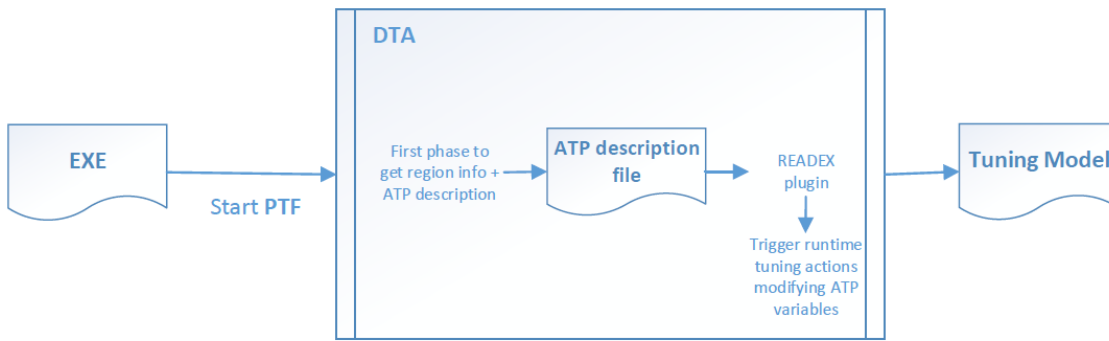 EXE
Start PTF
DTA
First phase to
get region info +
ATP description
ATP description
file
READEX
plugin
Trigger runtime
tuning actions
modifying ATP
variables
Tuning Model